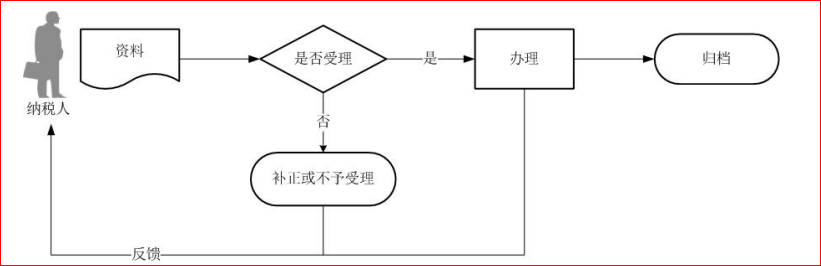 资料
是否受理
是
办理
归档
纳税人
否
补正或不予受理
反馈